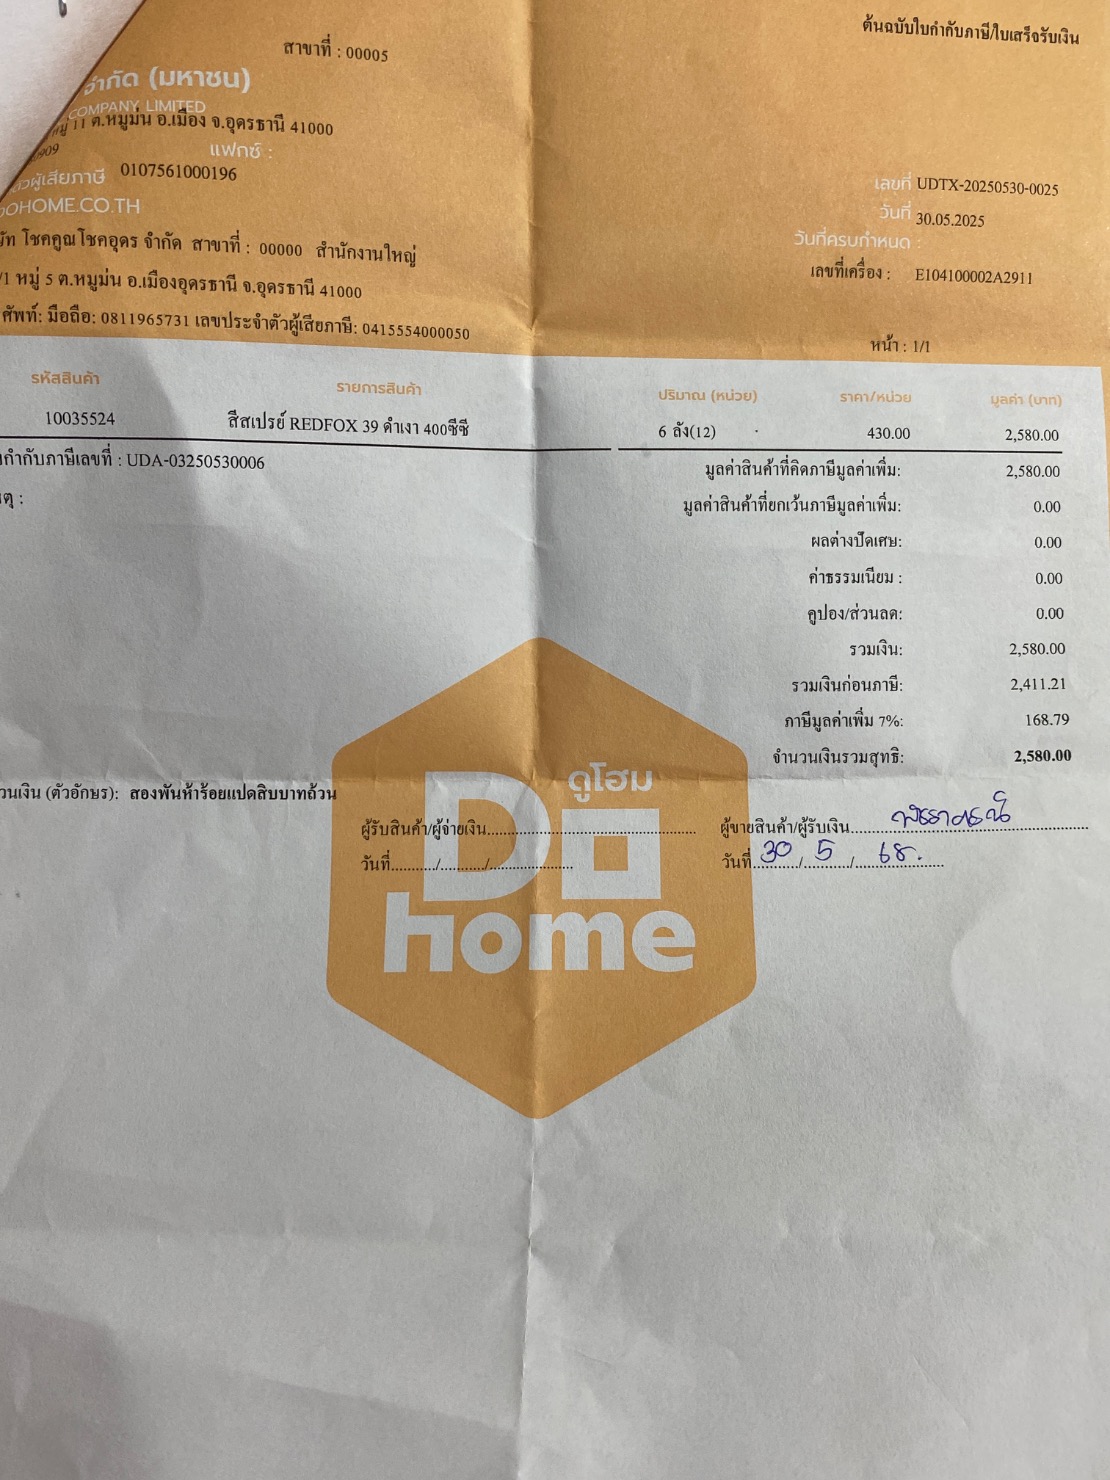 ต้นฉบับใบกำกับภาษี/ใบเสร็จรับเงิน
สาขาที่ : 00005
จำกัด (มหาชน)
COMPANY LIMITED
หมู่ 11 ต.หมูม่น อ.เมือง จ.อุดรธานี 41000
แฟกซ์ :
ตัวผู้เสียภาษี 0107561000196
DOHOME.CO.TH
เลขที่ UDTX-20250530-0025
วันที่ 30.05.2025
วันที่ครบกำหนด :
เลขที่เครื่อง : E104100002A2911
โชคคูณโชคอุดร จำกัด สาขาที่ : 00000 สำนักงานใหญ่
/1 หมู่ 5 ต.หมูม่น อ.เมืองอุดรธานี จ.อุดรธานี 41000
ศัพท์: มือถือ: 0811965731 เลขประจำตัวผู้เสียภาษี: 0415554000050
หน้า : 1/1
รหัสสินค้า รายการสินค้า ปริมาณ (หน่วย) ราคา/หน่วย มูลค่า (บาท)
10035524 สีสเปรย์ REDFOX 39 ดำเงา 400ซีซี 6 ลัง(12) 430.00 2,580.00
กำกับภาษีเลขที่ : UDA-03250530006
มูลค่าสินค้าที่คิดภาษีมูลค่าเพิ่ม: 2,580.00
มูลค่าสินค้าที่ยกเว้นภาษีมูลค่าเพิ่ม: 0.00
ผลต่างปัดเศษ: 0.00
ค่าธรรมเนียม : 0.00
คูปอง/ส่วนลด: 0.00
รวมเงิน: 2,580.00
รวมเงินก่อนภาษี: 2,411.21
ภาษีมูลค่าเพิ่ม 7%: 168.79
จำนวนเงินรวมสุทธิ: 2,580.00
วนเงิน (ตัวอักษร): สองพันห้าร้อยแปดสิบบาทถ้วน
ดูโฮม
Do
home
ผู้รับสินค้า/ผู้จ่ายเงิน ผู้ขายสินค้า/ผู้รับเงิน
วันที่ / / วันที่ 30 / 5 / 68.